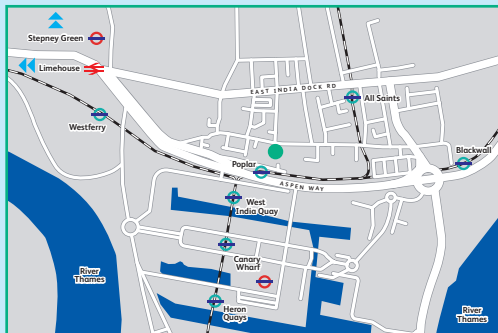 Stepney Green
Limehouse
EAST INDIA DOCK RD
All Saints
Westferry
Blackwall
Poplar
ASPEN WAY
West
India Quay
Canary
Wharf
River
Thames
Heron
Quays
River
Thames